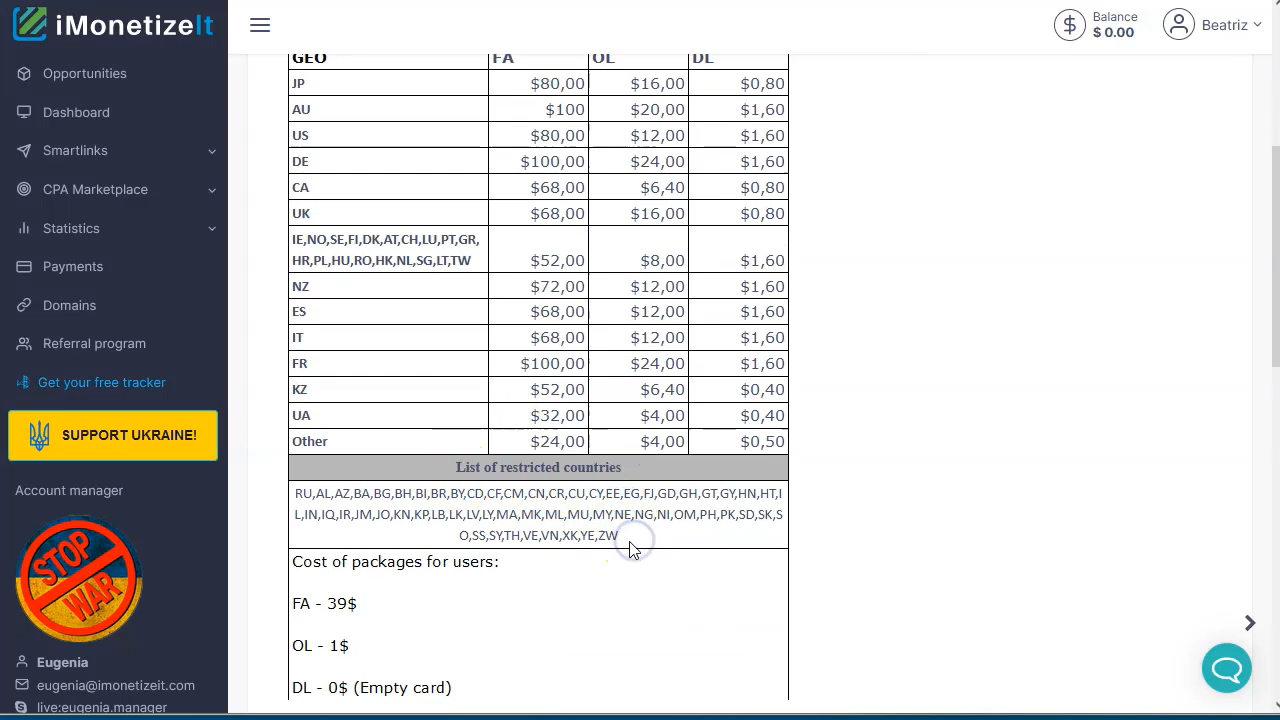 iMonetizeIt
Balance
$ 0.00
Beatriz
Opportunities
Dashboard
Smartlinks
CPA Marketplace
Statistics
Payments
Domains
Referral program
Get your free tracker
SUPPORT UKRAINE!
Account manager
STOP
WAR
Eugenia
eugenia@imonetizeit.com
live:eugenia.manager
GEO FA OL DL
JP $80,00 $16,00 $0,80
AU $100 $20,00 $1,60
US $80,00 $12,00 $1,60
DE $100,00 $24,00 $1,60
CA $68,00 $6,40 $0,80
UK $68,00 $16,00 $0,80
IE,NO,SE,FI,DK,AT,CH,LU,PT,GR,
HR,PL,HU,RO,HK,NL,SG,LT,TW $52,00 $8,00 $1,60
NZ $72,00 $12,00 $1,60
ES $68,00 $12,00 $1,60
IT $68,00 $12,00 $1,60
FR $100,00 $24,00 $1,60
KZ $52,00 $6,40 $0,40
UA $32,00 $4,00 $0,40
Other $24,00 $4,00 $0,50
List of restricted countries
RU,AL,AZ,BA,BG,BH,BI,BR,BY,CD,CF,CM,CN,CR,CU,CY,EE,EG,FJ,GD,GH,GT,GY,HN,HT,I
L,IN,IQ,IR,JM,JO,KN,KP,LB,LK,LV,LY,MA,MK,ML,MU,MY,NE,NG,NI,OM,PH,PK,SD,SK,S
O,SS,SY,TH,VE,VN,XK,YE,ZW
Cost of packages for users:
FA - 39$
OL - 1$
DL - 0$ (Empty card)